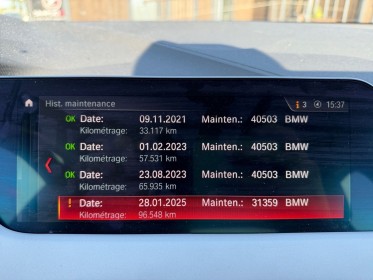 Hist. maintenance 3 15:37
OK Date: 09.11.2021 Mainten.: 40503 BMW
Kilométrage: 33.117 km
OK Date: 01.02.2023 Mainten.: 40503 BMW
Kilométrage: 57.531 km
OK Date: 23.08.2023 Mainten.: 40503 BMW
Kilométrage: 65.935 km
! Date: 28.01.2025 Mainten.: 31359 BMW
Kilométrage: 96.548 km